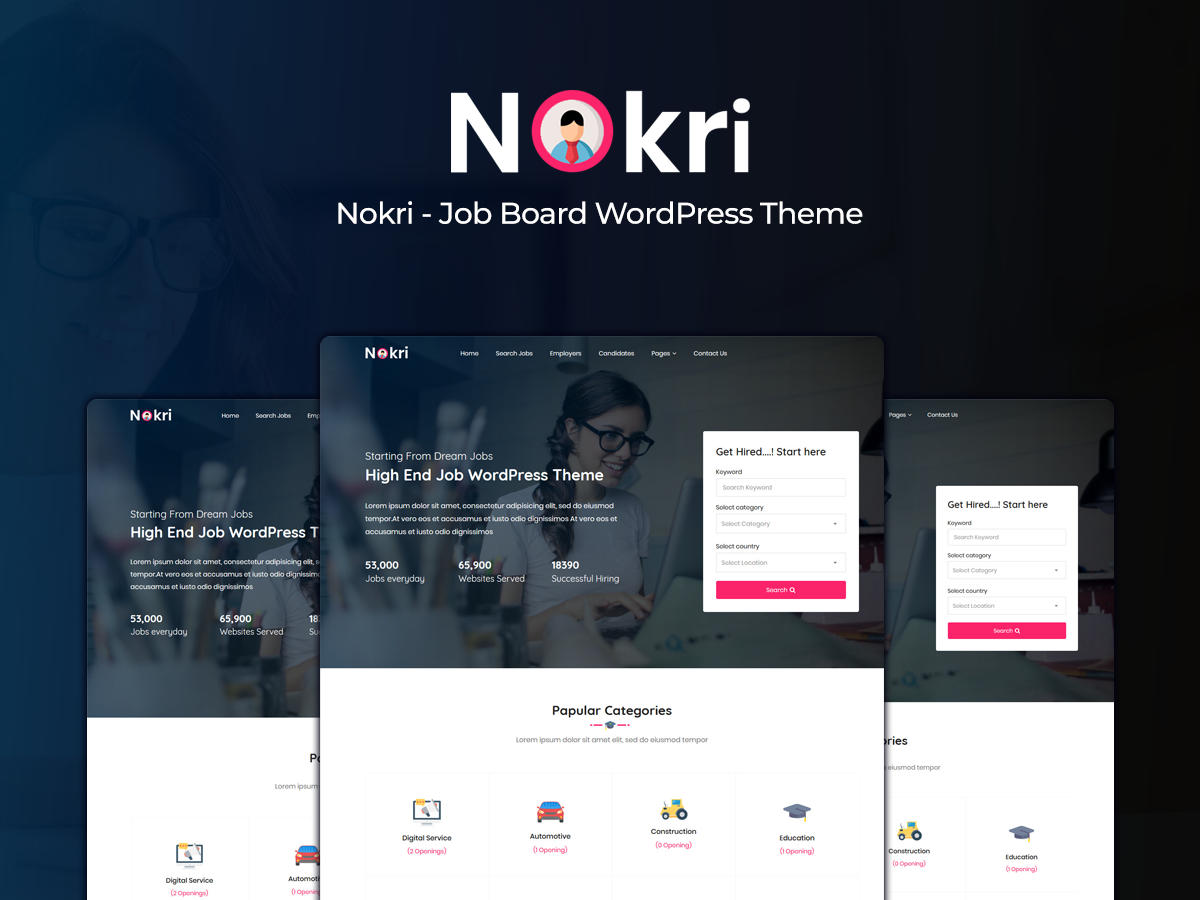 Nokri
Nokri - Job Board WordPress Theme
Nokri
Home
Search Jobs
Employers
Candidates
Pages
Contact Us
Starting From Dream Jobs
High End Job WordPress Theme
Lorem ipsum dolor sit amet, consectetur adipisicing elit, sed do eiusmod
tempor.At vero eos et accusamus et iusto odio dignissimos At vero eos et
accusamus et iusto odio dignissimos
53,000
Jobs everyday
65,900
Websites Served
18390
Successful Hiring
Get Hired....! Start here
Keyword
Search Keyword
Select category
Select Category
Select country
Select Location
Search
Papular Categories
Lorem ipsum dolor sit amet elit, sed do eiusmod tempor
Digital Service
(2 Openings)
Automotive
(1 Opening)
Construction
(0 Opening)
Education
(1 Opening)
Nokri
Home
Search Jobs
Emp
Starting From Dream Jobs
High End Job WordPress T
Lorem ipsum dolor sit amet, consectetur adipisicing elit, s
tempor.At vero eos et accusamus et iusto odio dignissim
accusamus et iusto odio dignissimos
53,000
Jobs everyday
65,900
Websites Served
18
Su
P
Lorem ipsum
Digital Service
(2 Openings)
Automoti
(1 Openin
Pages
Contact Us
Get Hired....! Start here
Keyword
Search Keyword
Select category
Select Category
Select country
Select Location
Search
ries
eiusmod tempor
Construction
(0 Opening)
Education
(1 Opening)